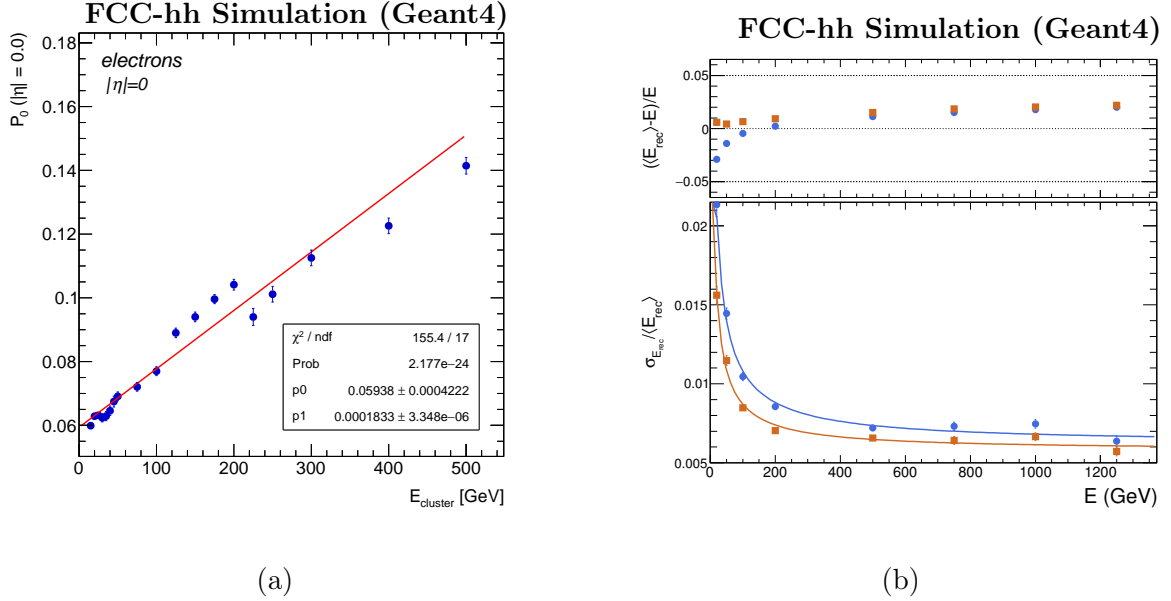 FCC-hh Simulation (Geant4)
electrons
|η|=0
P₀ (|η| = 0.0)
0.18
0.16
0.14
0.12
0.1
0.08
0.06
χ² / ndf 155.4 / 17
Prob 2.177e−24
p0 0.05938 ± 0.0004222
p1 0.0001833 ± 3.348e−06
0 100 200 300 400 500
E_cluster [GeV]
(a)
FCC-hh Simulation (Geant4)
(⟨E_rec⟩-E)/E
0.05
0
−0.05
σ_E_rec/⟨E_rec⟩
0.02
0.015
0.01
0.005
0 200 400 600 800 1000 1200
E (GeV)
(b)